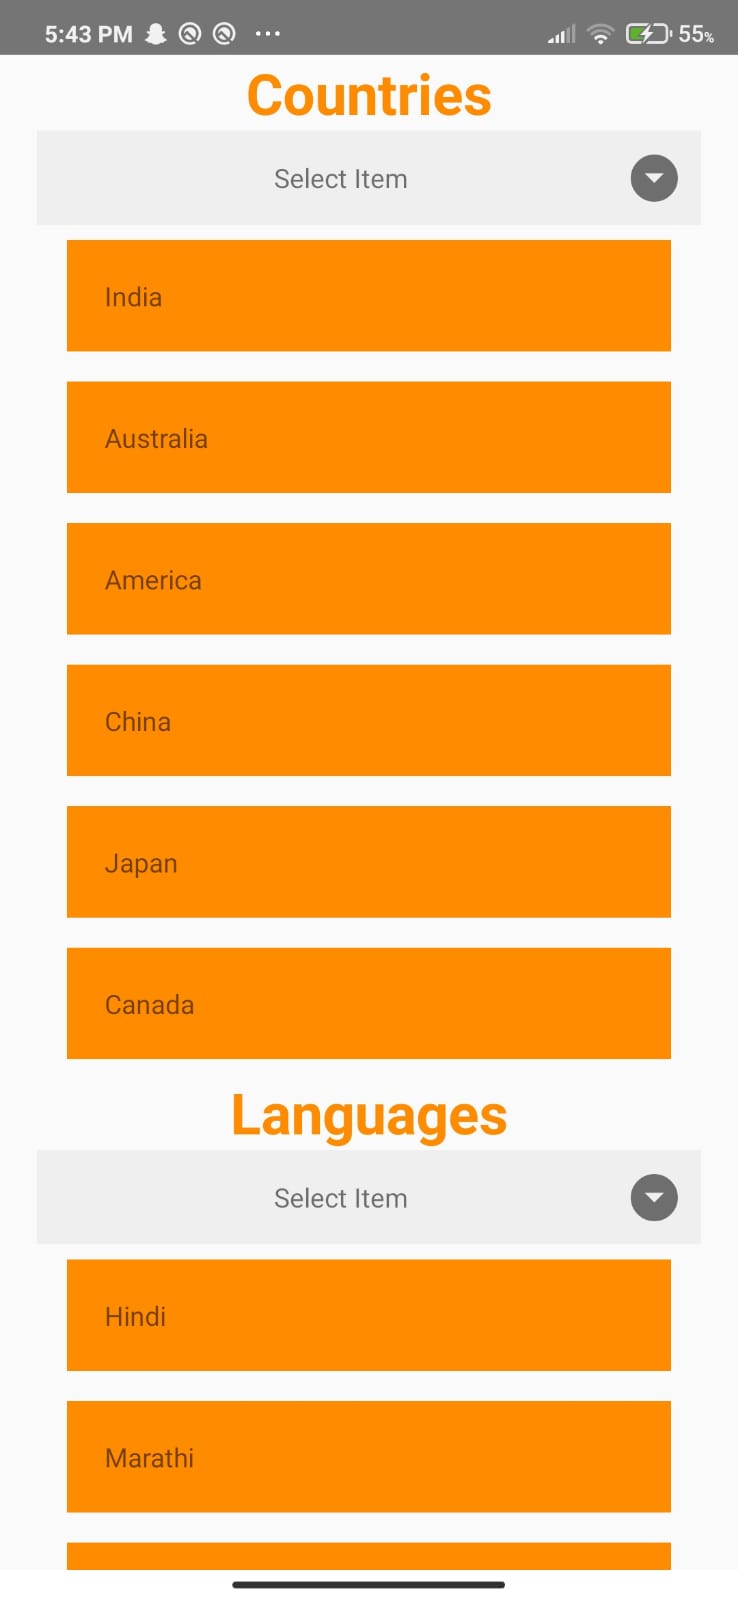 5:43 PM 55%
Countries
Select Item
India
Australia
America
China
Japan
Canada
Languages
Select Item
Hindi
Marathi